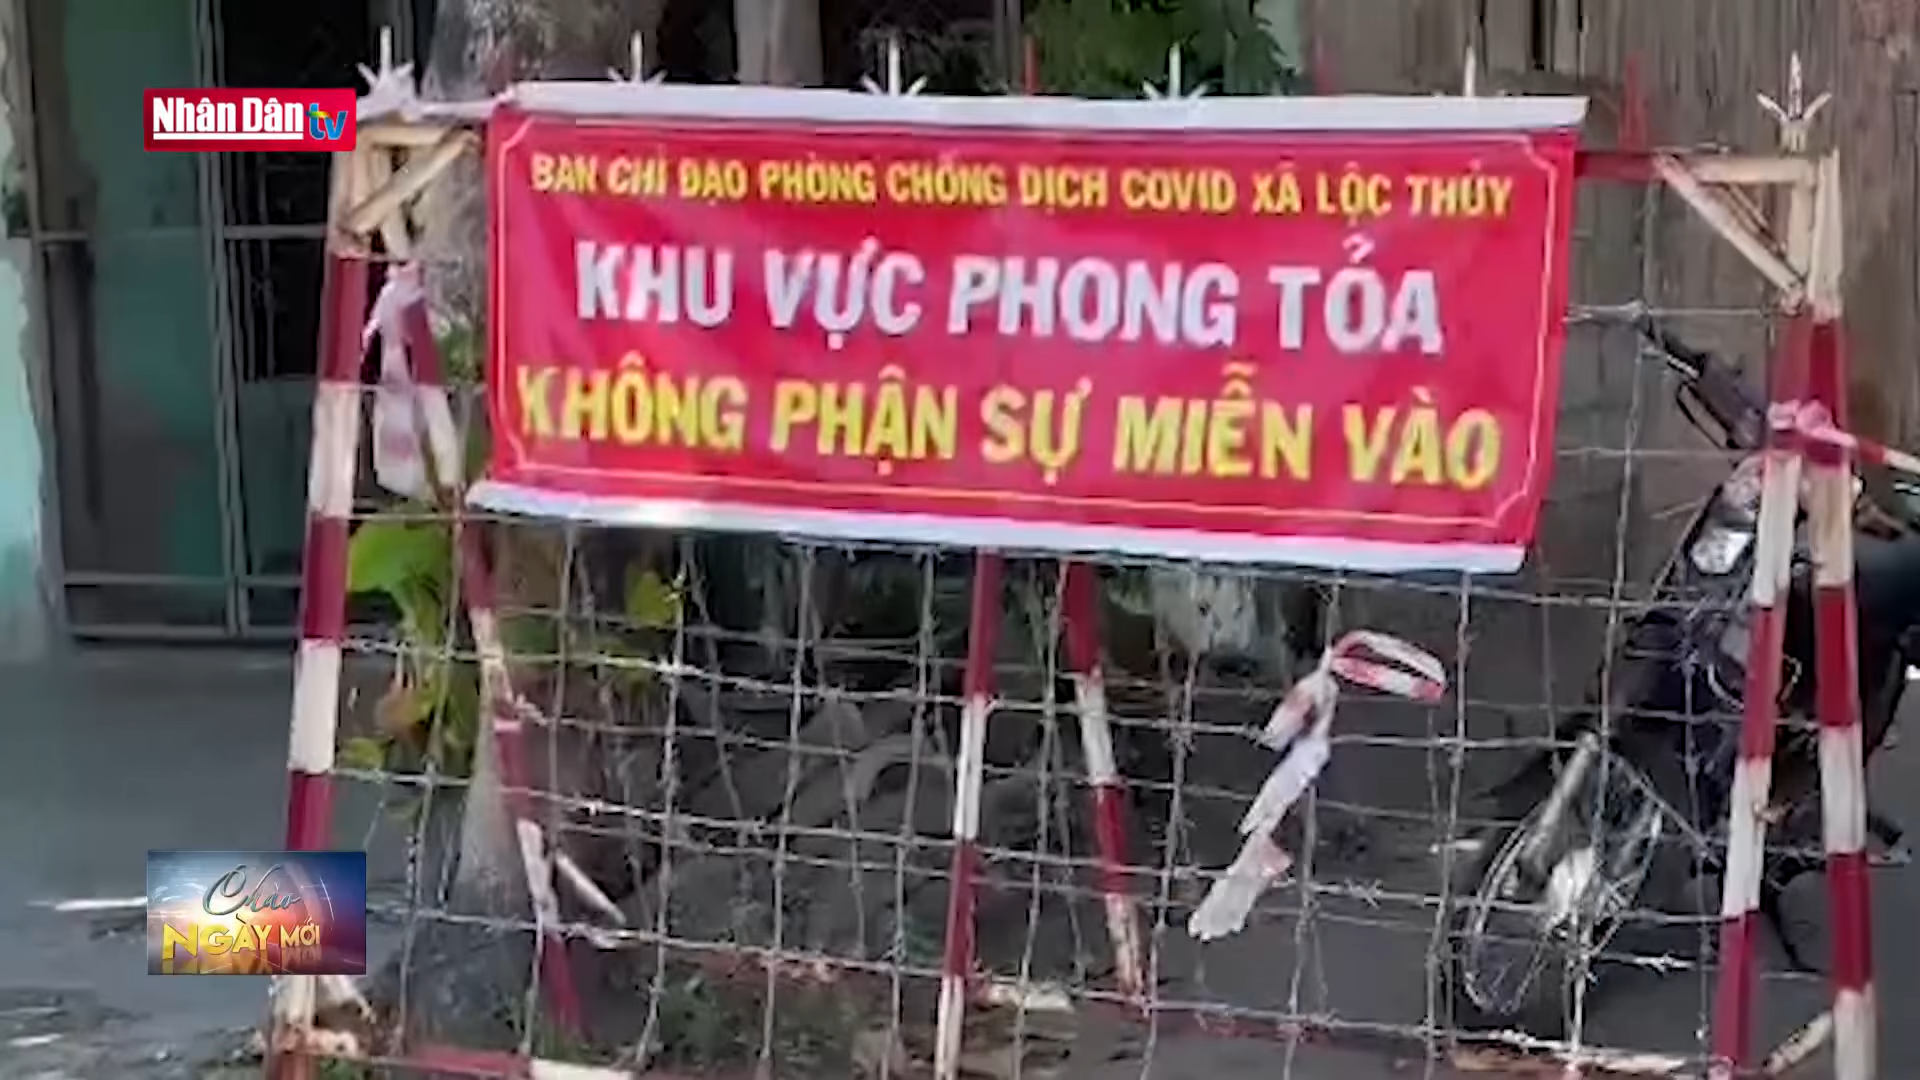 Nhân Dân tv
BAN CHỈ ĐẠO PHÒNG CHỐNG DỊCH COVID XÃ LỘC THỦY
KHU VỰC PHONG TỎA
KHÔNG PHẬN SỰ MIỄN VÀO
Chào
NGÀY MỚI